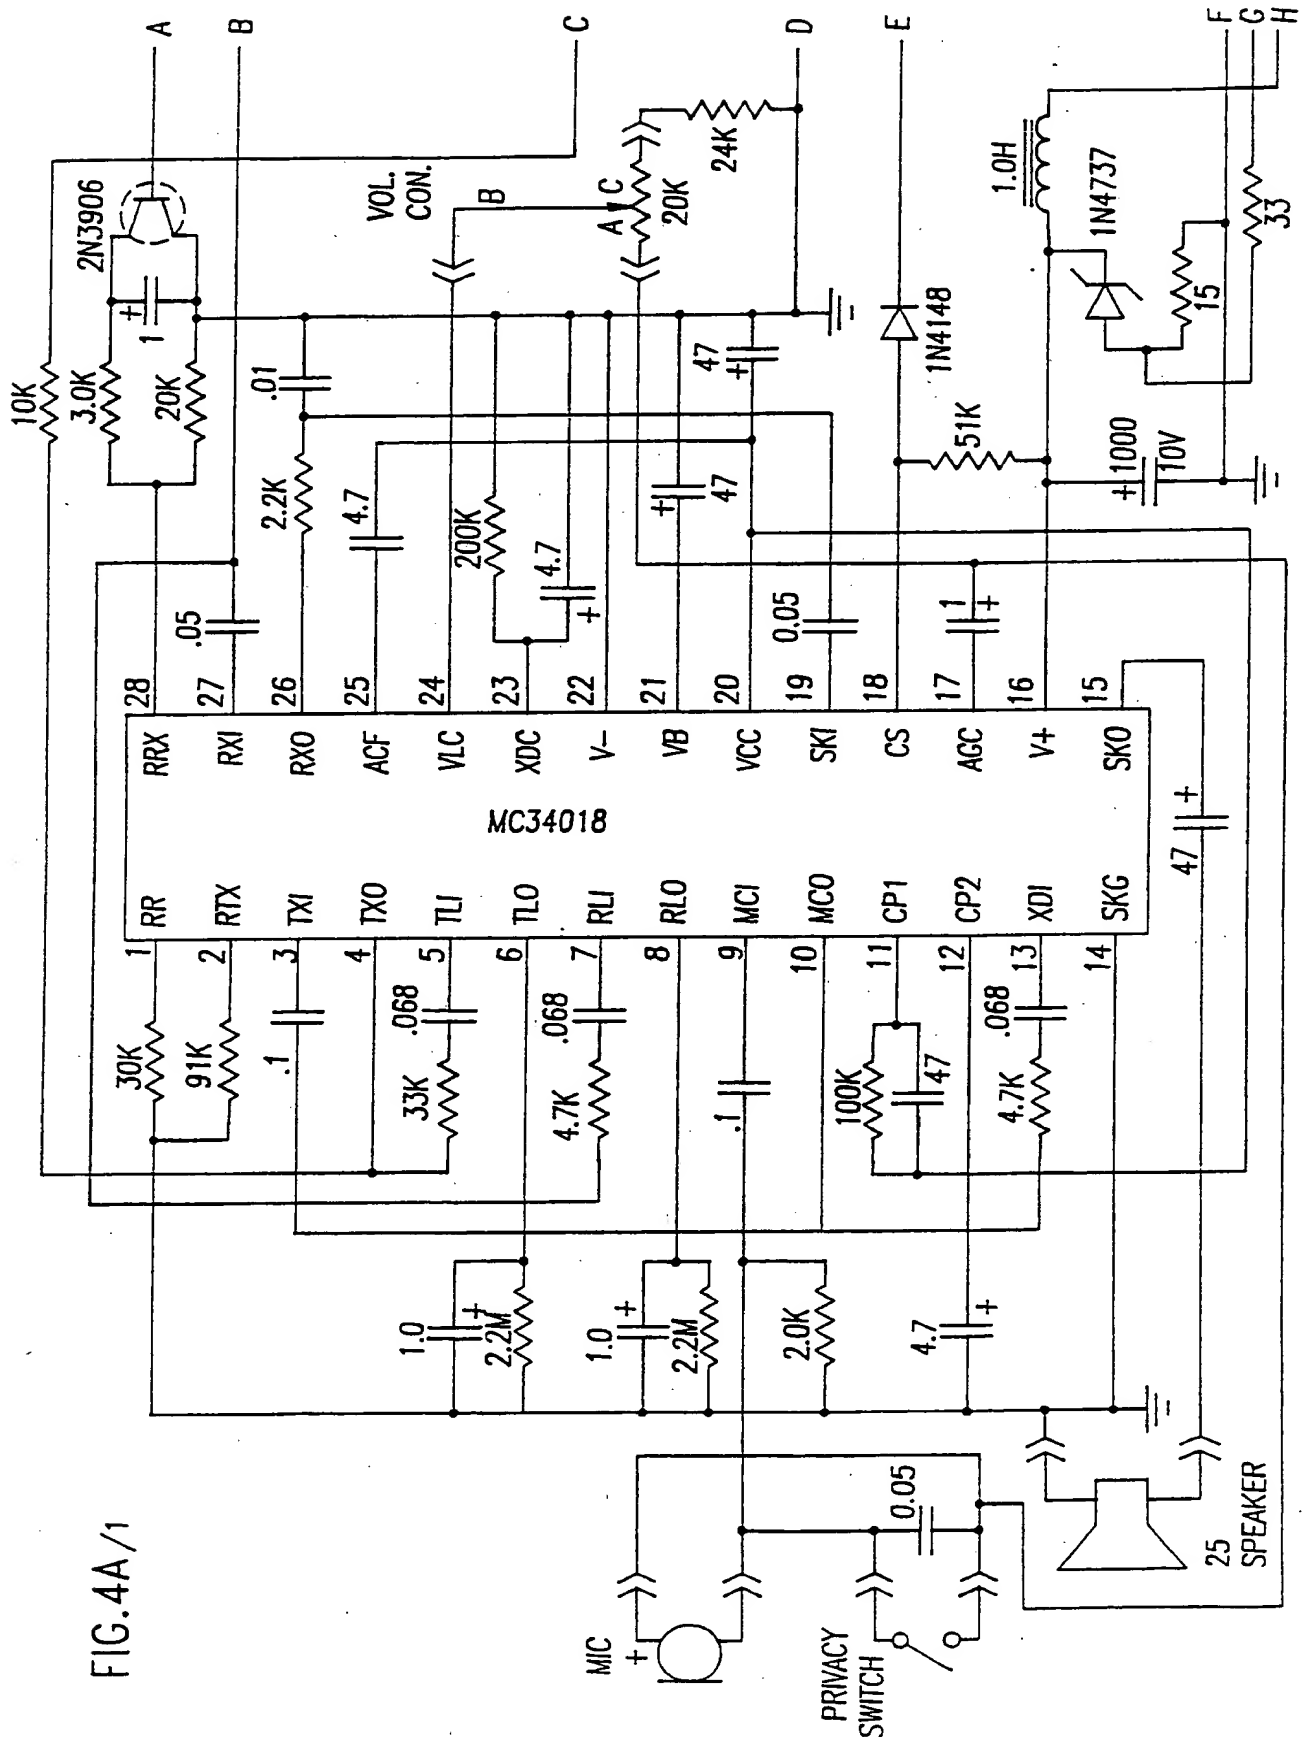 FIG.4A/1
10K
3.0K
20K
+
1
2N3906
A
B
VOL.
CON.
C
B
A C
20K
24K
D
E
F
G
H
.05
2.2K
.01
4.7
200K
4.7
+
+
47
47
+
0.05
1
+
1N4148
51K
1.0H
1N4737
15
33
+
1000
10V
28
27
26
25
24
23
22
21
20
19
18
17
16
15
RRX
RXI
RXO
ACF
VLC
XDC
V-
VB
VCC
SKI
CS
AGC
V+
SKO
MC34018
RR
RTX
TXI
TXO
TLI
TLO
RLI
RLO
MCI
MCO
CP1
CP2
XDI
SKG
1
2
3
4
5
6
7
8
9
10
11
12
13
14
47
+
30K
91K
.1
.068
33K
.068
4.7K
.1
100K
47
.068
4.7K
1.0
+
2.2M
1.0
+
2.2M
2.0K
4.7
+
MIC
+
0.05
PRIVACY
SWITCH
25
SPEAKER